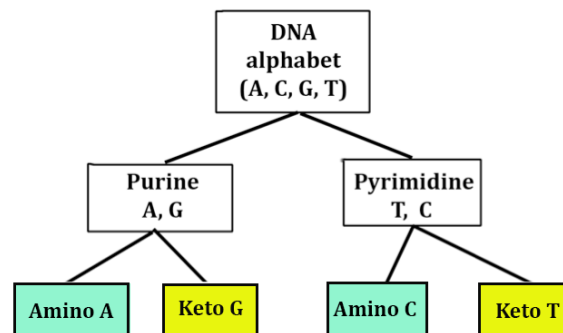 DNA
alphabet
(A, C, G, T)
Purine
A, G
Pyrimidine
T, C
Amino A
Keto G
Amino C
Keto T